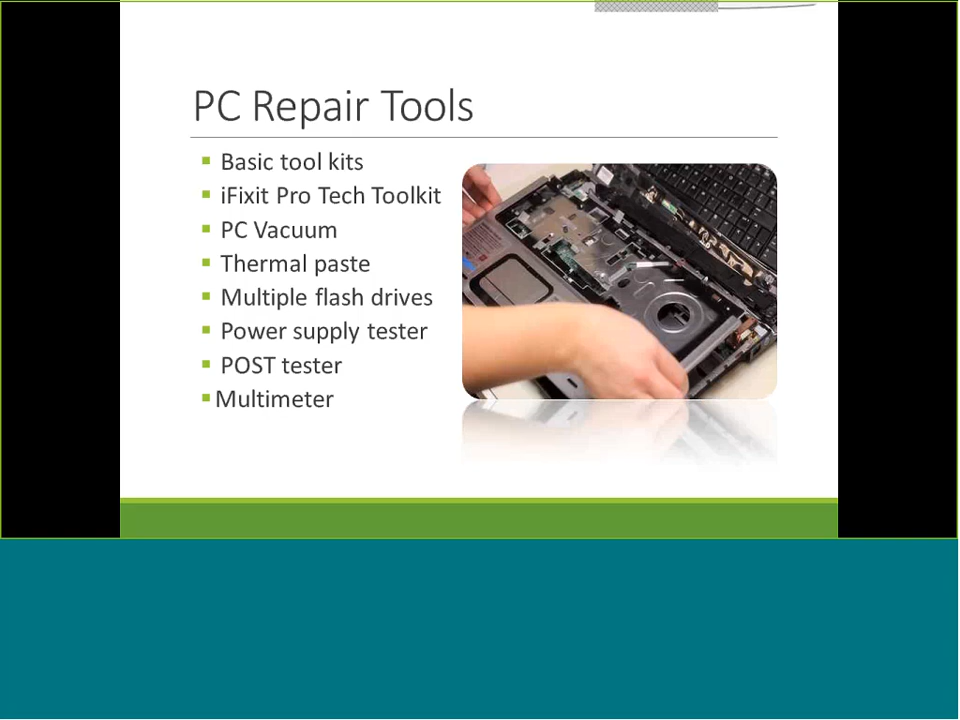 PC Repair Tools
Basic tool kits
iFixit Pro Tech Toolkit
PC Vacuum
Thermal paste
Multiple flash drives
Power supply tester
POST tester
Multimeter